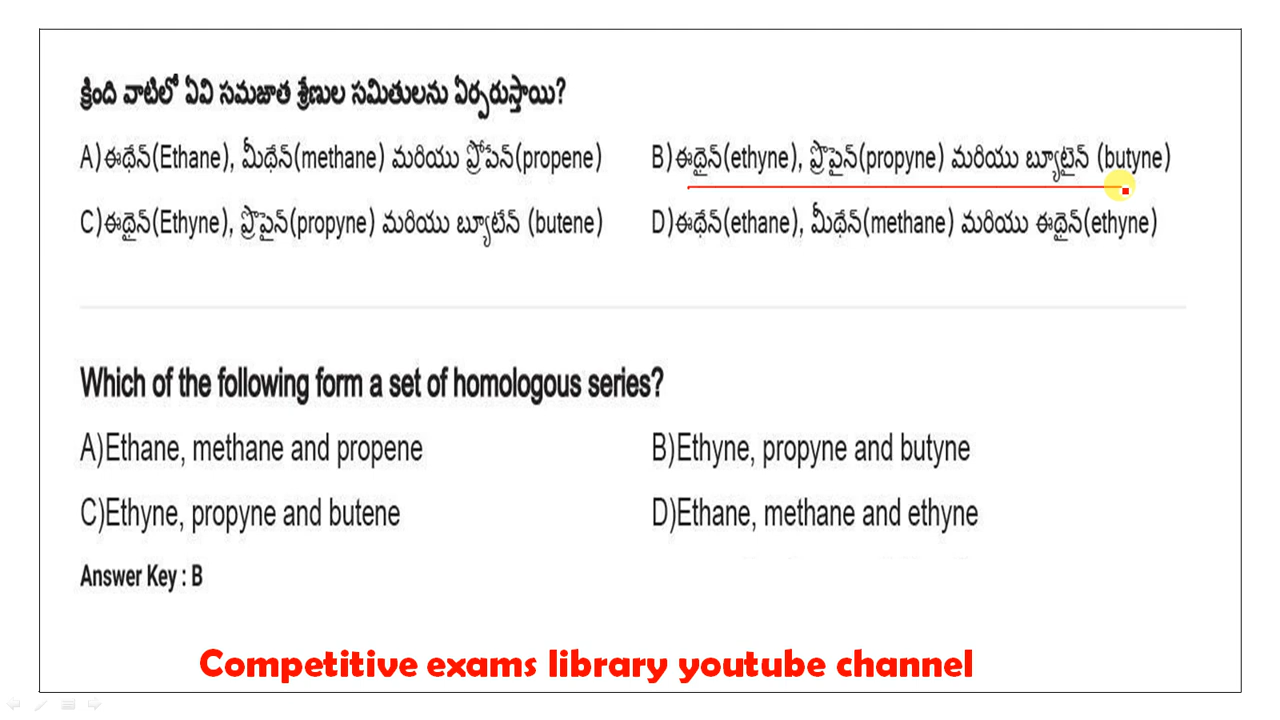 క్రింది వాటిలో ఏవి సమజాత శ్రేణుల సమితులను ఏర్పరుస్తాయి?
A)ఈథేన్(Ethane), మీథేన్(methane) మరియు ప్రోపేన్(propene) B)ఈథైన్(ethyne), ప్రొపైన్(propyne) మరియు బ్యూటైన్ (butyne)
C)ఈథైన్(Ethyne), ప్రొపైన్(propyne) మరియు బ్యూటేన్ (butene) D)ఈథేన్(ethane), మీథేన్(methane) మరియు ఈథైన్(ethyne)
Which of the following form a set of homologous series?
A)Ethane, methane and propene B)Ethyne, propyne and butyne
C)Ethyne, propyne and butene D)Ethane, methane and ethyne
Answer Key : B
Competitive exams library youtube channel